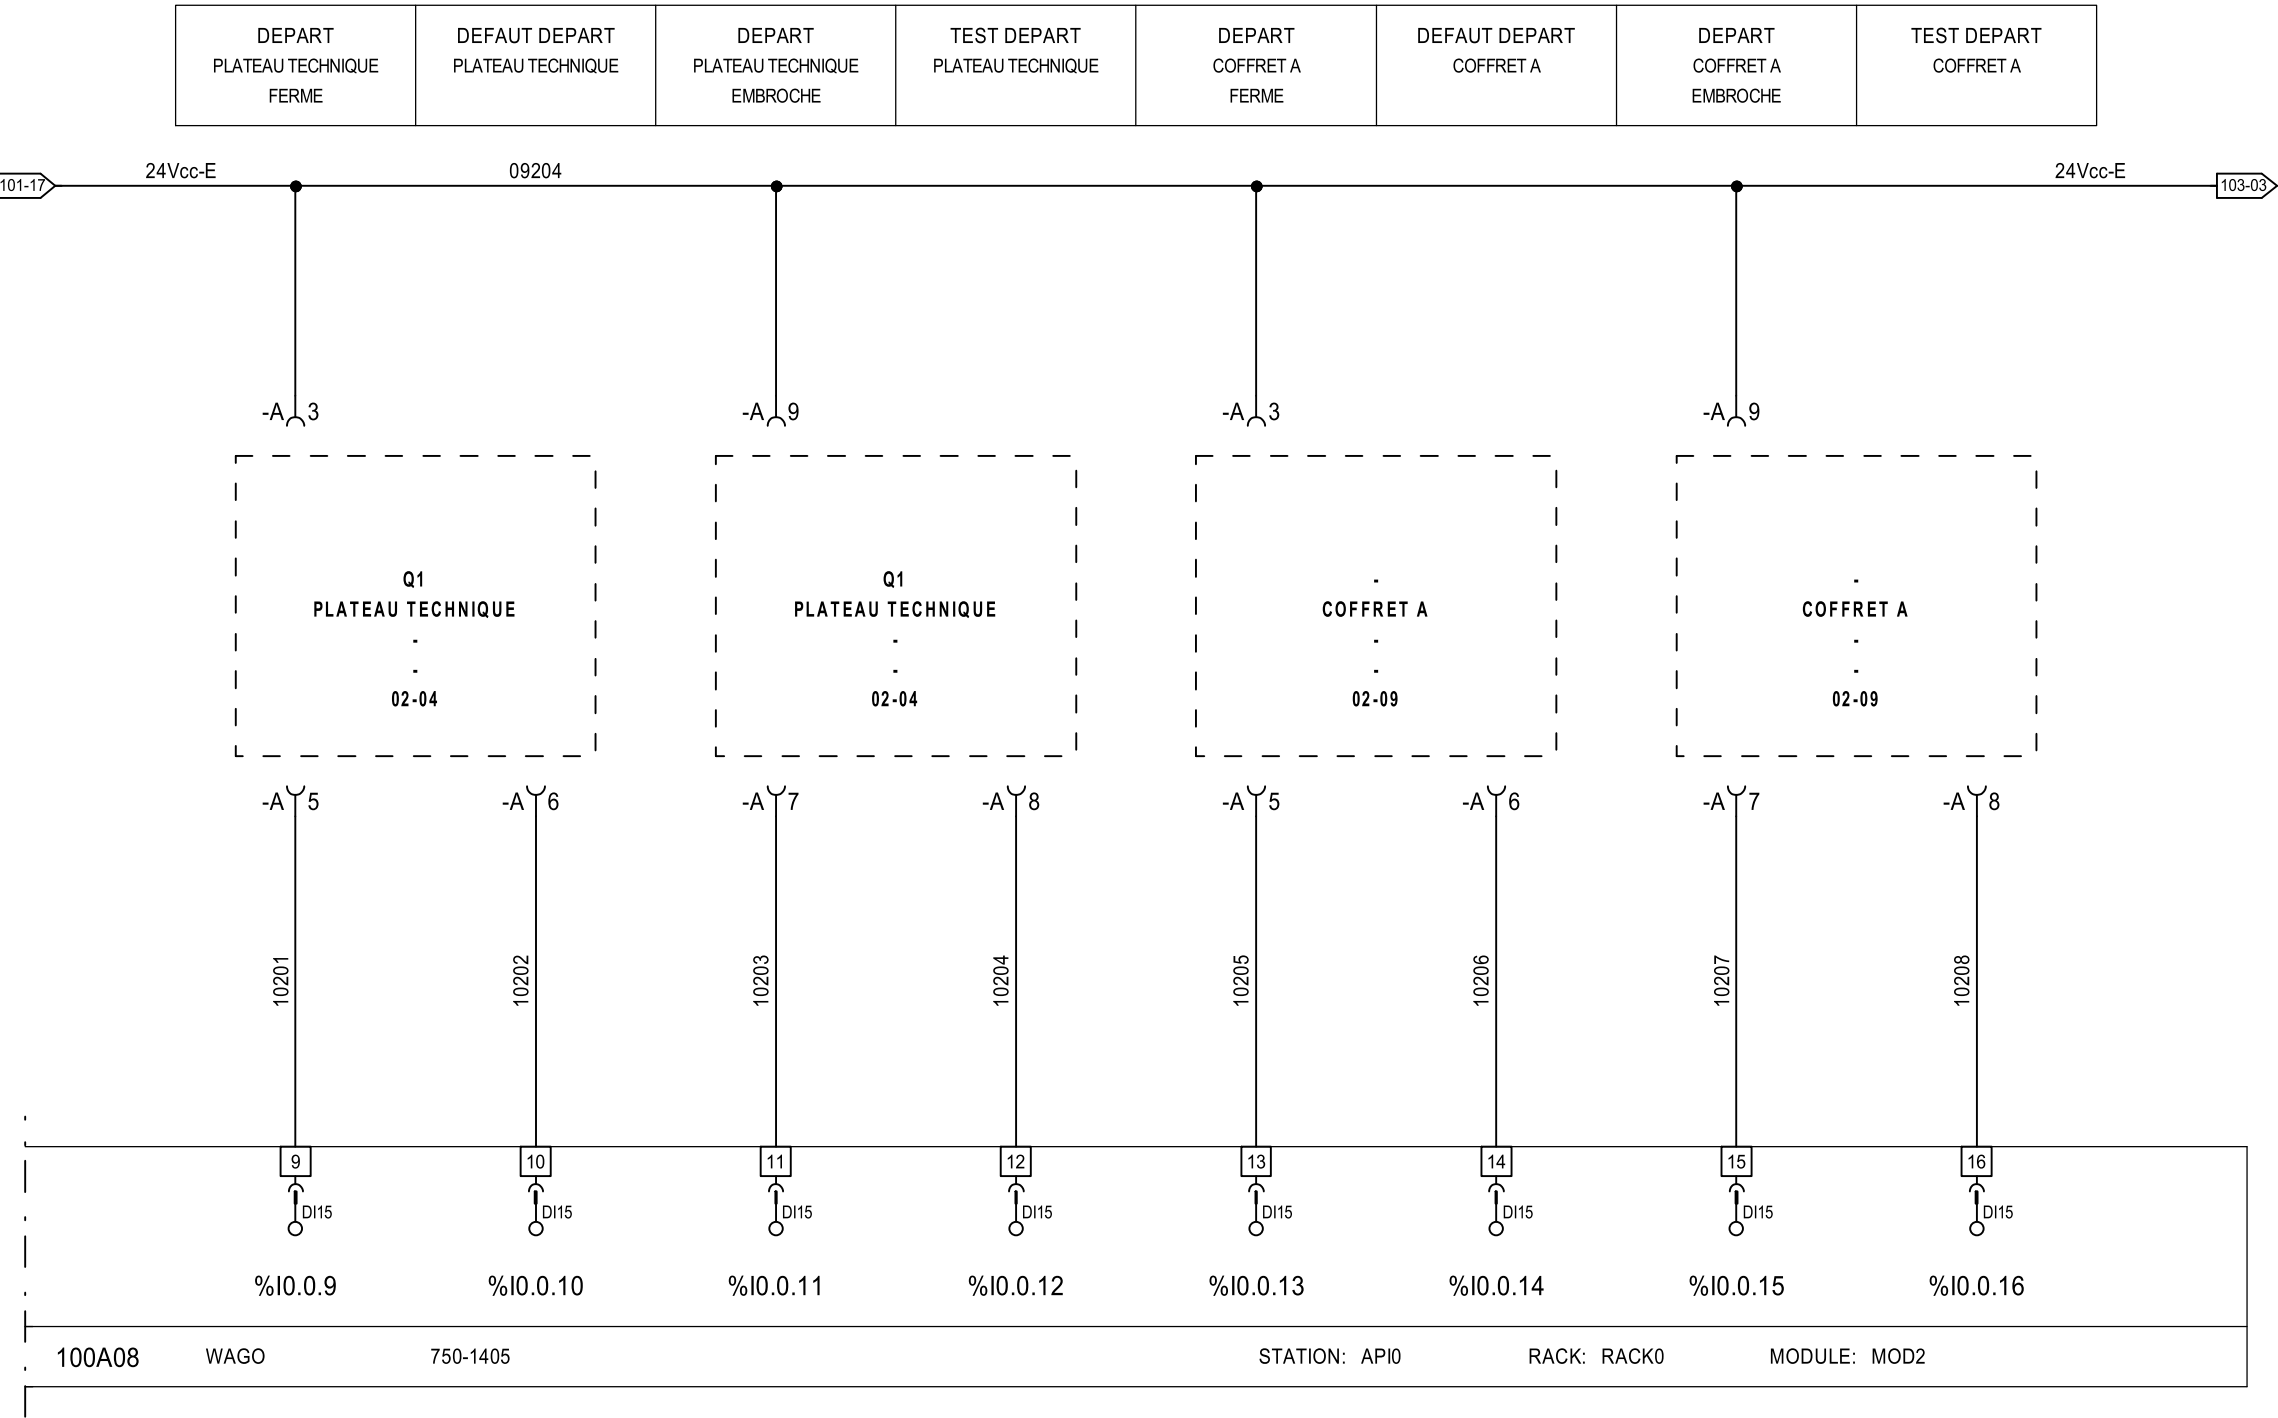 DEPART
PLATEAU TECHNIQUE
FERME
DEFAUT DEPART
PLATEAU TECHNIQUE
DEPART
PLATEAU TECHNIQUE
EMBROCHE
TEST DEPART
PLATEAU TECHNIQUE
DEPART
COFFRET A
FERME
DEFAUT DEPART
COFFRET A
DEPART
COFFRET A
EMBROCHE
TEST DEPART
COFFRET A
101-17
24Vcc-E
09204
24Vcc-E
103-03
-A 3
-A 9
-A 3
-A 9
Q1
PLATEAU TECHNIQUE
-
-
02-04
Q1
PLATEAU TECHNIQUE
-
-
02-04
-
COFFRET A
-
-
02-09
-
COFFRET A
-
-
02-09
-A 5
-A 6
-A 7
-A 8
-A 5
-A 6
-A 7
-A 8
10201
10202
10203
10204
10205
10206
10207
10208
9
10
11
12
13
14
15
16
DI15
DI15
DI15
DI15
DI15
DI15
DI15
DI15
%I0.0.9
%I0.0.10
%I0.0.11
%I0.0.12
%I0.0.13
%I0.0.14
%I0.0.15
%I0.0.16
100A08 WAGO 750-1405 STATION: API0 RACK: RACK0 MODULE: MOD2